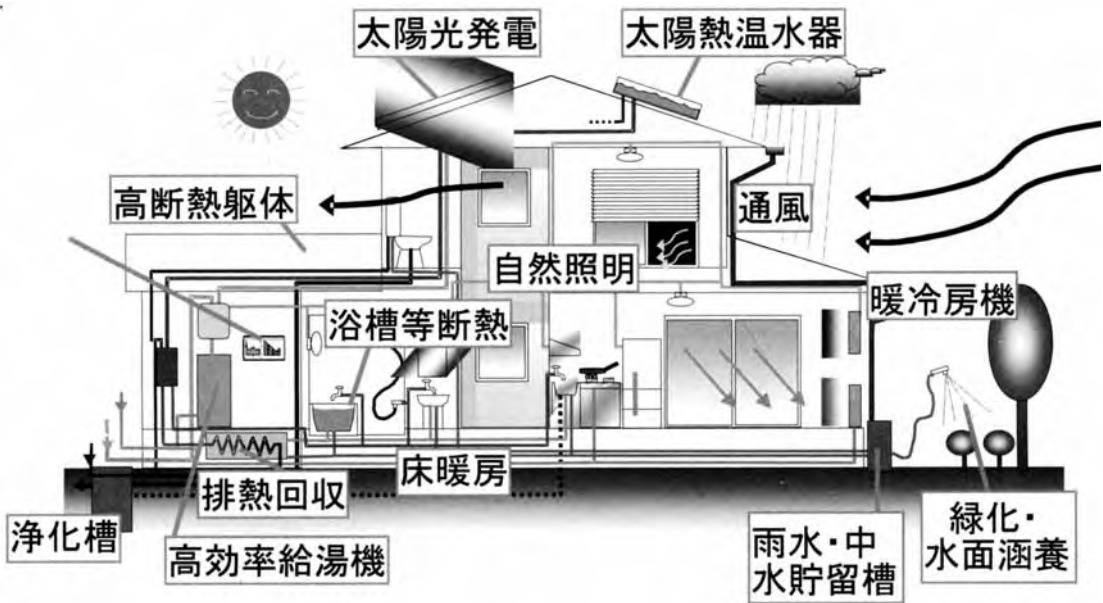 太陽光発電
太陽熱温水器
高断熱躯体
通風
自然照明
暖冷房機
浴槽等断熱
床暖房
排熱回収
浄化槽
高効率給湯機
雨水・中
水貯留槽
緑化・
水面涵養